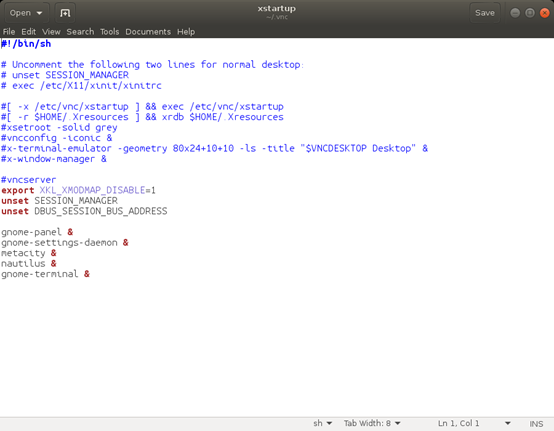 Open
xstartup
~/.vnc
Save
File Edit View Search Tools Documents Help
#!/bin/sh
# Uncomment the following two lines for normal desktop:
# unset SESSION_MANAGER
# exec /etc/X11/xinit/xinitrc
#[ -x /etc/vnc/xstartup ] && exec /etc/vnc/xstartup
#[ -r $HOME/.Xresources ] && xrdb $HOME/.Xresources
#xsetroot -solid grey
#vncconfig -iconic &
#x-terminal-emulator -geometry 80x24+10+10 -ls -title "$VNCDESKTOP Desktop" &
#x-window-manager &
#vncserver
export XKL_XMODMAP_DISABLE=1
unset SESSION_MANAGER
unset DBUS_SESSION_BUS_ADDRESS
gnome-panel &
gnome-settings-daemon &
metacity &
nautilus &
gnome-terminal &
sh Tab Width: 8 Ln 1, Col 1 INS